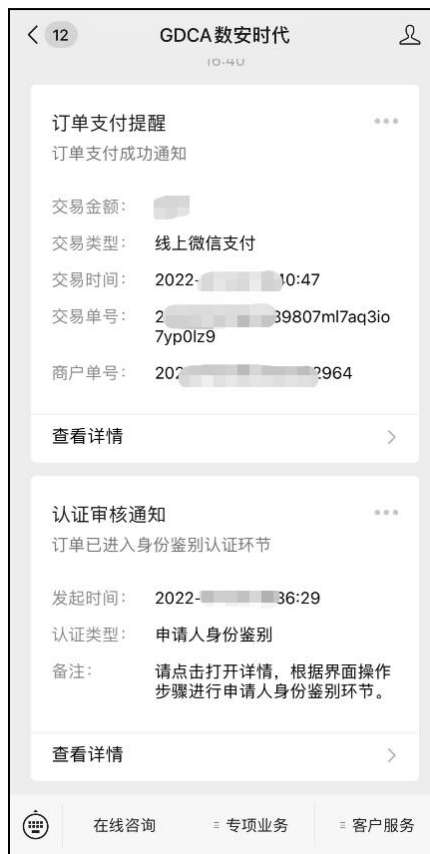 12
GDCA数安时代
16:40
订单支付提醒
订单支付成功通知
交易金额：
交易类型： 线上微信支付
交易时间： 2022- 40:47
交易单号： 2 39807ml7aq3io
7yp0lz9
商户单号： 202 2964
查看详情
认证审核通知
订单已进入身份鉴别认证环节
发起时间： 2022- 36:29
认证类型： 申请人身份鉴别
备注： 请点击打开详情，根据界面操作
步骤进行申请人身份鉴别环节。
查看详情
在线咨询 专项业务 客户服务